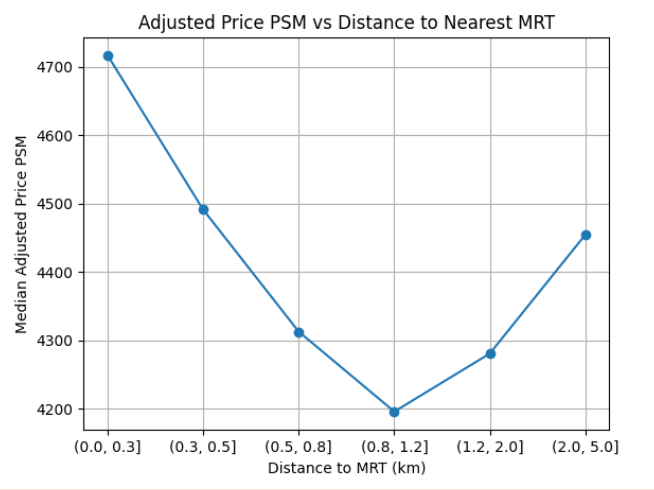 Adjusted Price PSM vs Distance to Nearest MRT
Median Adjusted Price PSM
4700
4600
4500
4400
4300
4200
(0.0, 0.3] (0.3, 0.5] (0.5, 0.8] (0.8, 1.2] (1.2, 2.0] (2.0, 5.0]
Distance to MRT (km)